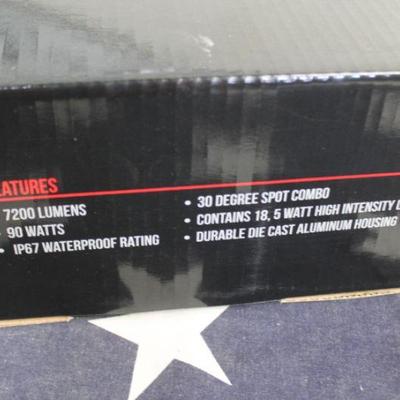 EATURES
7200 LUMENS
• 90 WATTS
• IP67 WATERPROOF RATING
• 30 DEGREE SPOT COMBO
• CONTAINS 18, 5 WATT HIGH INTENSITY
• DURABLE DIE CAST ALUMINUM HOUSING